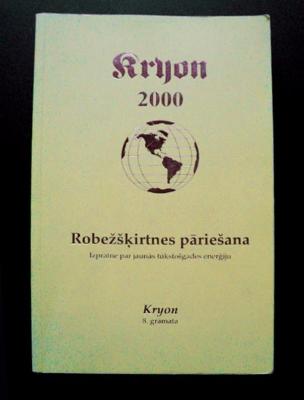 Kryon
2000
Robežšķirtnes pāriešana
Izpratne par jaunās tūkstošgades enerģiju
Kryon
8. grāmata